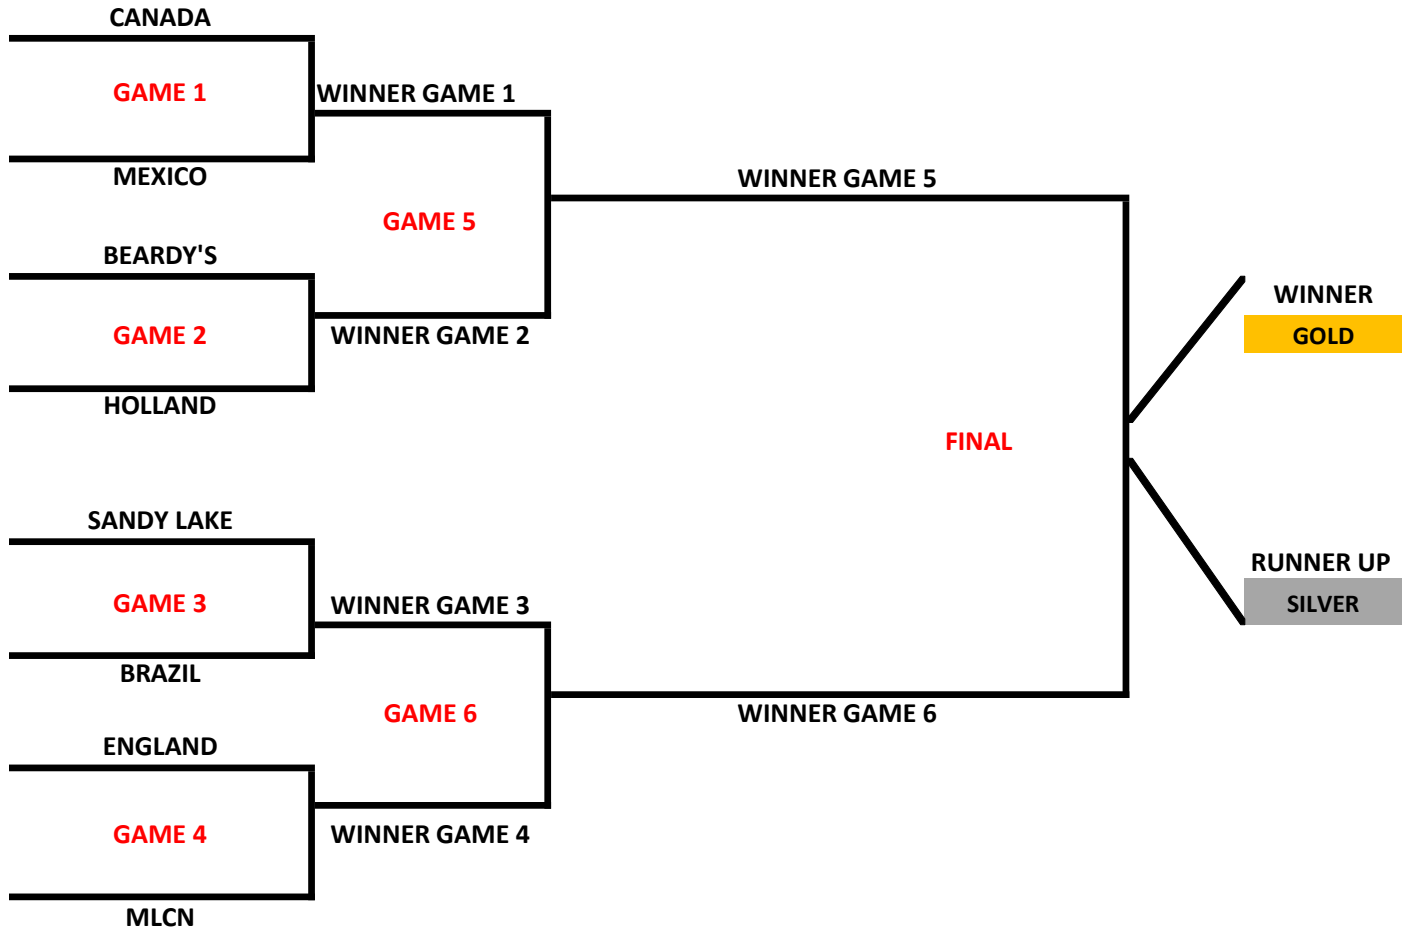 CANADA
GAME 1
WINNER GAME 1
MEXICO
WINNER GAME 5
GAME 5
BEARDY'S
GAME 2
WINNER GAME 2
HOLLAND
WINNER
GOLD
FINAL
SANDY LAKE
GAME 3
WINNER GAME 3
BRAZIL
RUNNER UP
SILVER
GAME 6
WINNER GAME 6
ENGLAND
GAME 4
WINNER GAME 4
MLCN